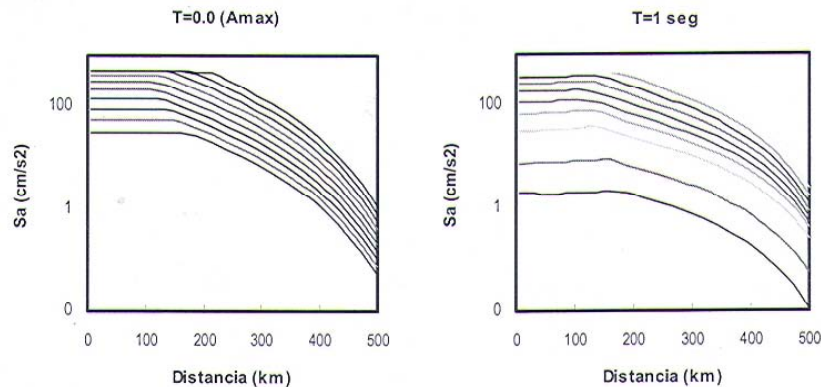 T=0.0 (Amax)
Sa (cm/s2)
100
1
0
0 100 200 300 400 500
Distancia (km)
T=1 seg
Sa (cm/s2)
100
1
0
0 100 200 300 400 500
Distancia (km)